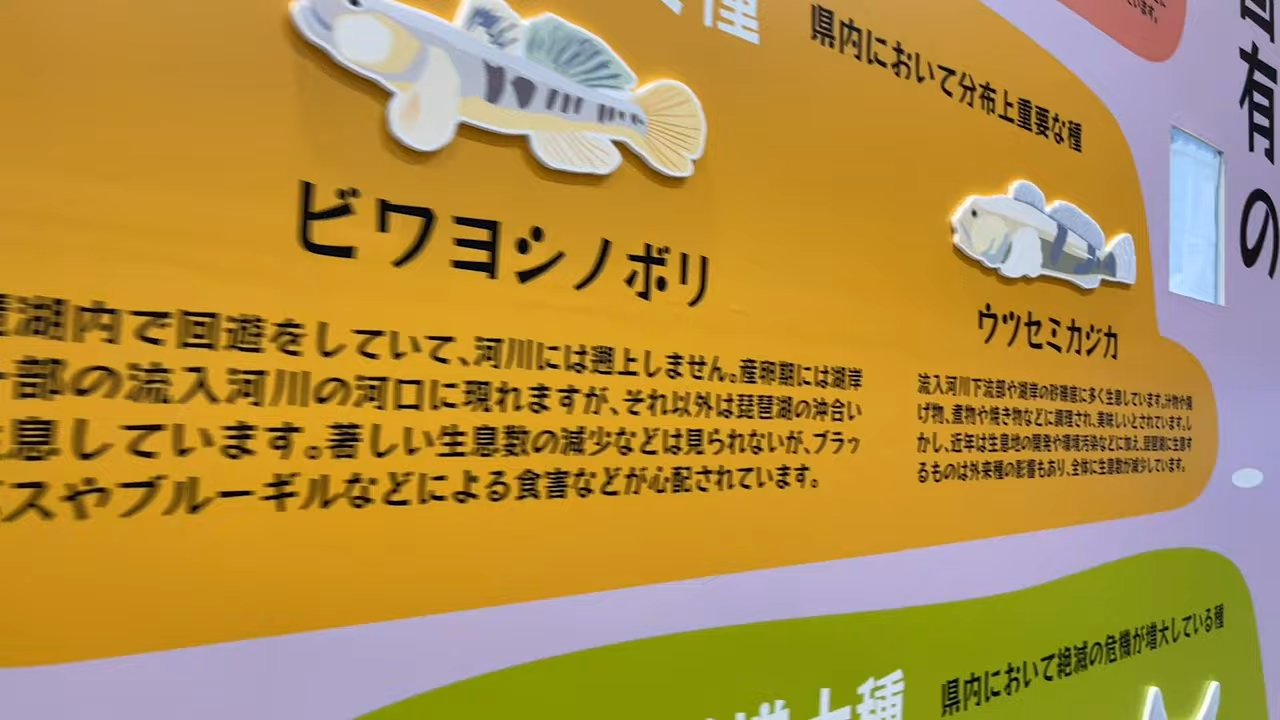 種
県内において分布上重要な種
ビワヨシノボリ
湖内で回遊をしていて、河川には遡上しません。産卵期には湖岸
部の流入河川の河口に現れますが、それ以外は琵琶湖の沖合い
息しています。著しい生息数の減少などは見られないが、ブラッ
スやブルーギルなどによる食害などが心配されています。
ウツセミカジカ
流入河川下流部や湖岸の砂礫底に多く生息しています。汁物や揚
げ物、煮物や焼き物などに調理され、美味しいとされています。し
かし、近年は生息地の開発や環境汚染などに加え、琵琶湖に生息す
るものは外来種の影響もあり、全体に生息数が減少しています。
県内において絶滅の危機が増大している種
大種
有の
います。